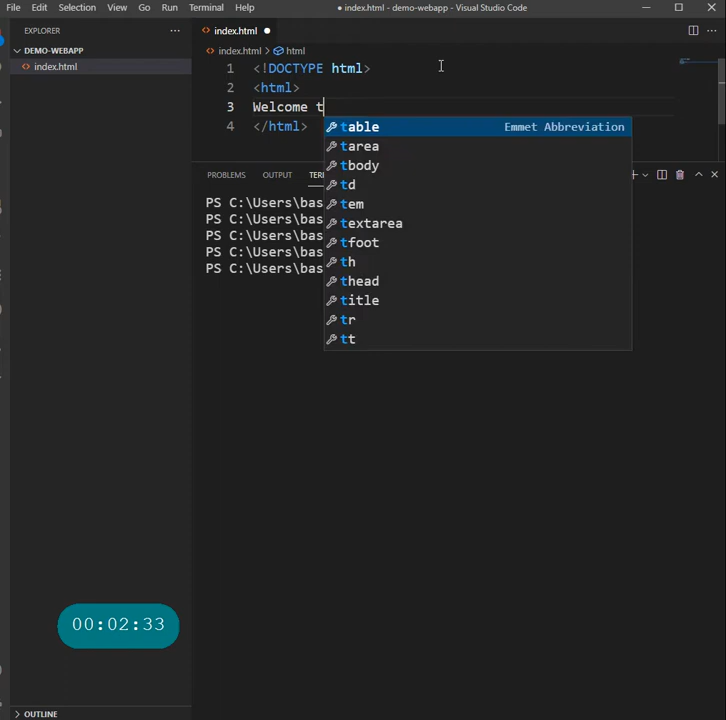 File Edit Selection View Go Run Terminal Help
● index.html - demo-webapp - Visual Studio Code
EXPLORER
DEMO-WEBAPP
index.html
index.html
index.html > html
1 <!DOCTYPE html>
2 <html>
3 Welcome t
4 </html>
table Emmet Abbreviation
tarea
tbody
td
tem
textarea
tfoot
th
thead
title
tr
tt
PROBLEMS OUTPUT TER
PS C:\Users\bas
PS C:\Users\bas
PS C:\Users\bas
PS C:\Users\bas
PS C:\Users\bas
00:02:33
OUTLINE